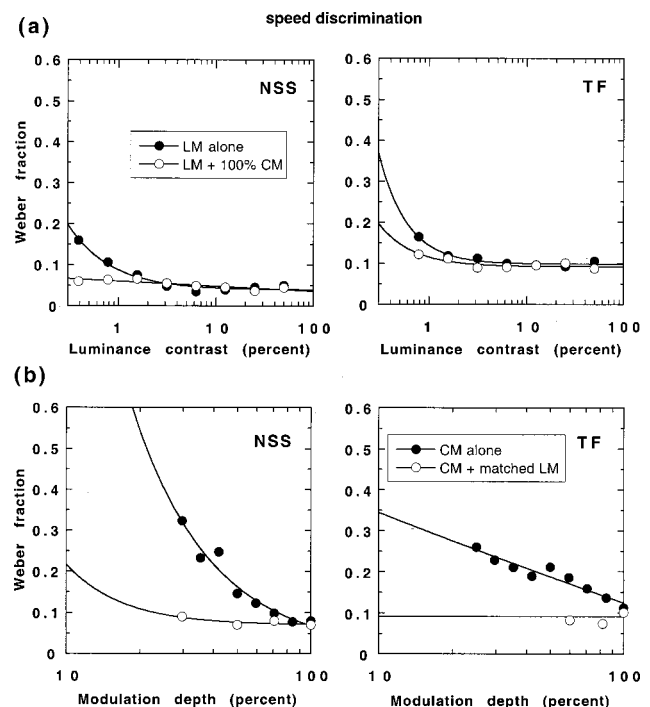 speed discrimination
(a)
0.6
0.5
0.4
0.3
0.2
0.1
0
NSS
LM alone
LM + 100% CM
Weber fraction
1
10
100
Luminance contrast (percent)
0.6
0.5
0.4
0.3
0.2
0.1
0
TF
1
10
100
Luminance contrast (percent)
(b)
0.6
0.5
0.4
0.3
0.2
0.1
0
NSS
Weber fraction
10
100
Modulation depth (percent)
0.6
0.5
0.4
0.3
0.2
0.1
0
CM alone
CM + matched LM
TF
10
100
Modulation depth (percent)